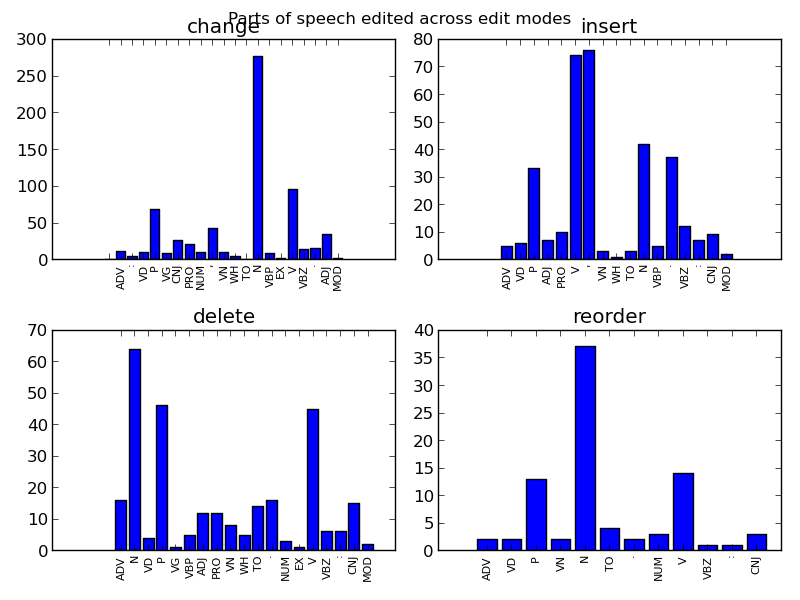 Parts of speech edited across edit modes
change
300
250
200
150
100
50
0
ADV
:
VD
P
VG
CNJ
PRO
NUM
,
VN
WH
TO
N
VBP
EX
V
VBZ
.
ADJ
MOD
insert
80
70
60
50
40
30
20
10
0
ADV
VD
P
ADJ
PRO
V
,
VN
WH
TO
N
VBP
.
VBZ
:
CNJ
MOD
delete
70
60
50
40
30
20
10
0
ADV
N
VD
P
VG
VBP
ADJ
PRO
VN
WH
TO
.
NUM
EX
V
VBZ
:
CNJ
MOD
reorder
40
35
30
25
20
15
10
5
0
ADV
VD
P
VN
N
TO
.
NUM
V
VBZ
:
CNJ